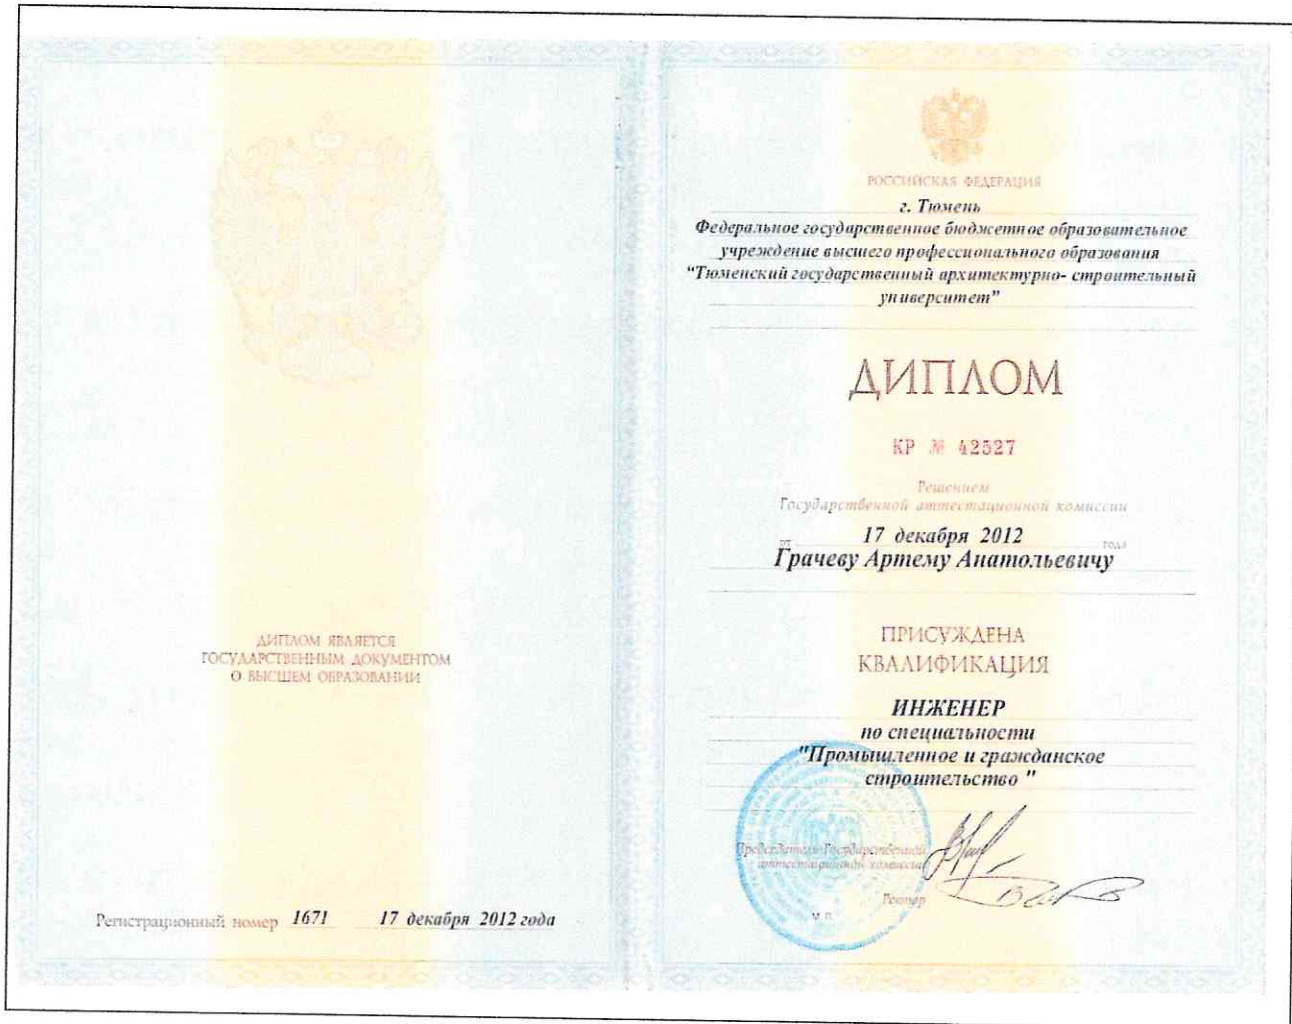 ДИПЛОМ ЯВЛЯЕТСЯ
ГОСУДАРСТВЕННЫМ ДОКУМЕНТОМ
О ВЫСШЕМ ОБРАЗОВАНИИ
Регистрационный номер 1671 17 декабря 2012 года
РОССИЙСКАЯ ФЕДЕРАЦИЯ
г. Тюмень
Федеральное государственное бюджетное образовательное
учреждение высшего профессионального образования
"Тюменский государственный архитектурно- строительный
университет"
ДИПЛОМ
КР № 42527
Решением
Государственной аттестационной комиссии
от 17 декабря 2012 года
Грачеву Артему Анатольевичу
ПРИСУЖДЕНА
КВАЛИФИКАЦИЯ
ИНЖЕНЕР
по специальности
"Промышленное и гражданское
строительство "
Председатель Государственной
аттестационной комиссии
Ректор
М.П.